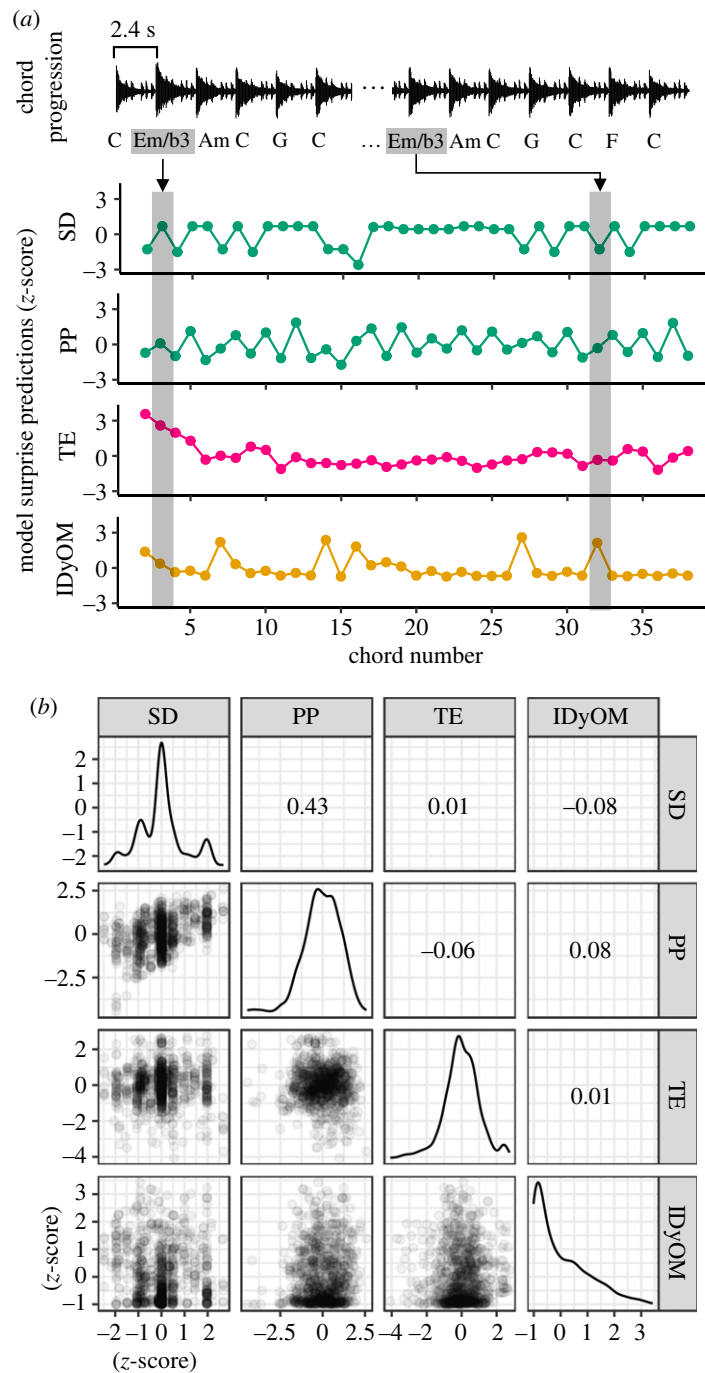 (a)
2.4 s
chord progression
...
C Em/b3 Am C G C ... Em/b3 Am C G C F C
model surprise predictions (z-score)
SD
3
0
–3
PP
3
0
–3
TE
3
0
–3
IDyOM
3
0
–3
5 10 15 20 25 30 35
chord number
(b)
SD PP TE IDyOM
2
1
0
–1
–2
0.43 0.01 –0.08
SD
2.5
0
–2.5
–0.06 0.08
PP
2
0
–2
–4
0.01
TE
3
2
1
0
–1
(z-score)
IDyOM
–2 –1 0 1 2 –2.5 0 2.5 –4 –2 0 2 –1 0 1 2 3
(z-score)